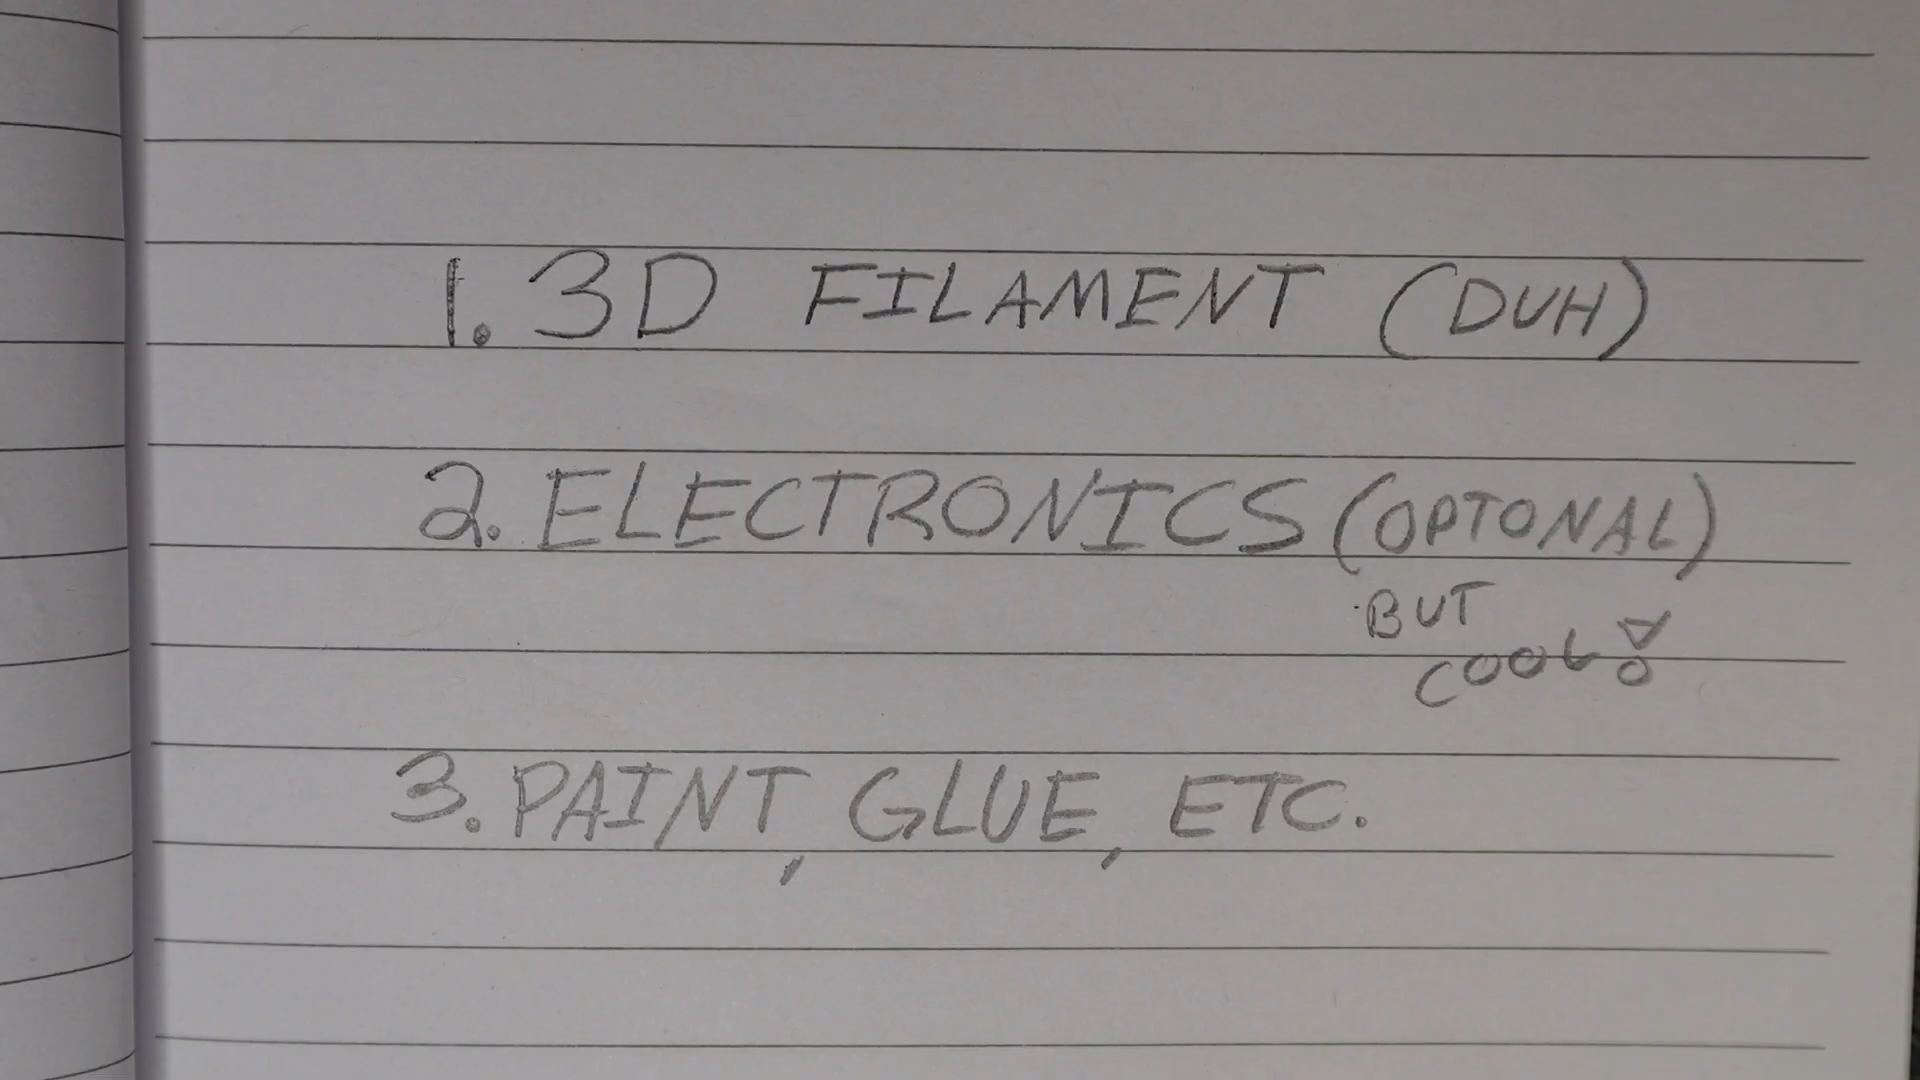 1. 3D FILAMENT (DUH)
2. ELECTRONICS (OPTONAL)
BUT
COOL!
3. PAINT, GLUE, ETC.